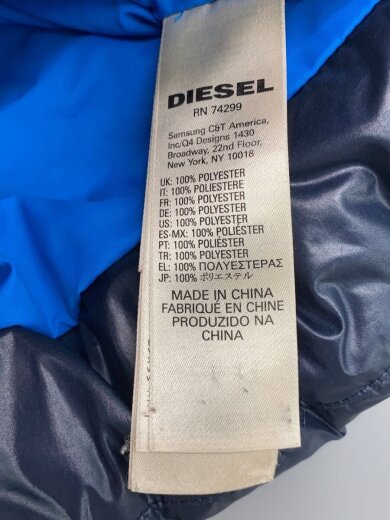 DIESEL
RN 74299
Samsung C&T America,
Inc/Q4 Designs 1430
Broadway, 22nd Floor,
New York, NY 10018
UK: 100% POLYESTER
IT: 100% POLIESTERE
FR: 100% POLYESTER
DE: 100% POLYESTER
US: 100% POLYESTER
ES-MX: 100% POLIÉSTER
PT: 100% POLIÉSTER
TR: 100% POLYESTER
EL: 100% ΠΟΛΥΕΣΤΕΡΑΣ
JP: 100% ポリエステル
MADE IN CHINA
FABRIQUÉ EN CHINE
PRODUZIDO NA
CHINA